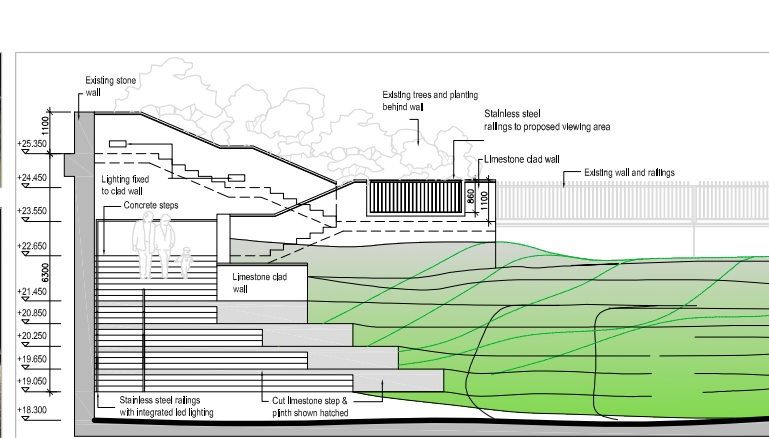 Existing stone
wall
Existing trees and planting
behind wall
Stainless steel
railings to proposed viewing area
Limestone clad wall
Existing wall and railings
1100
+25.350
+24.450
+23.550
+22.650
6300
+21.450
+20.850
+20.250
+19.650
+19.050
+18.300
Lighting fixed
to clad wall
Concrete steps
860
1100
Limestone clad
wall
Stainless steel railings
with integrated led lighting
Cut limestone step &
plinth shown hatched